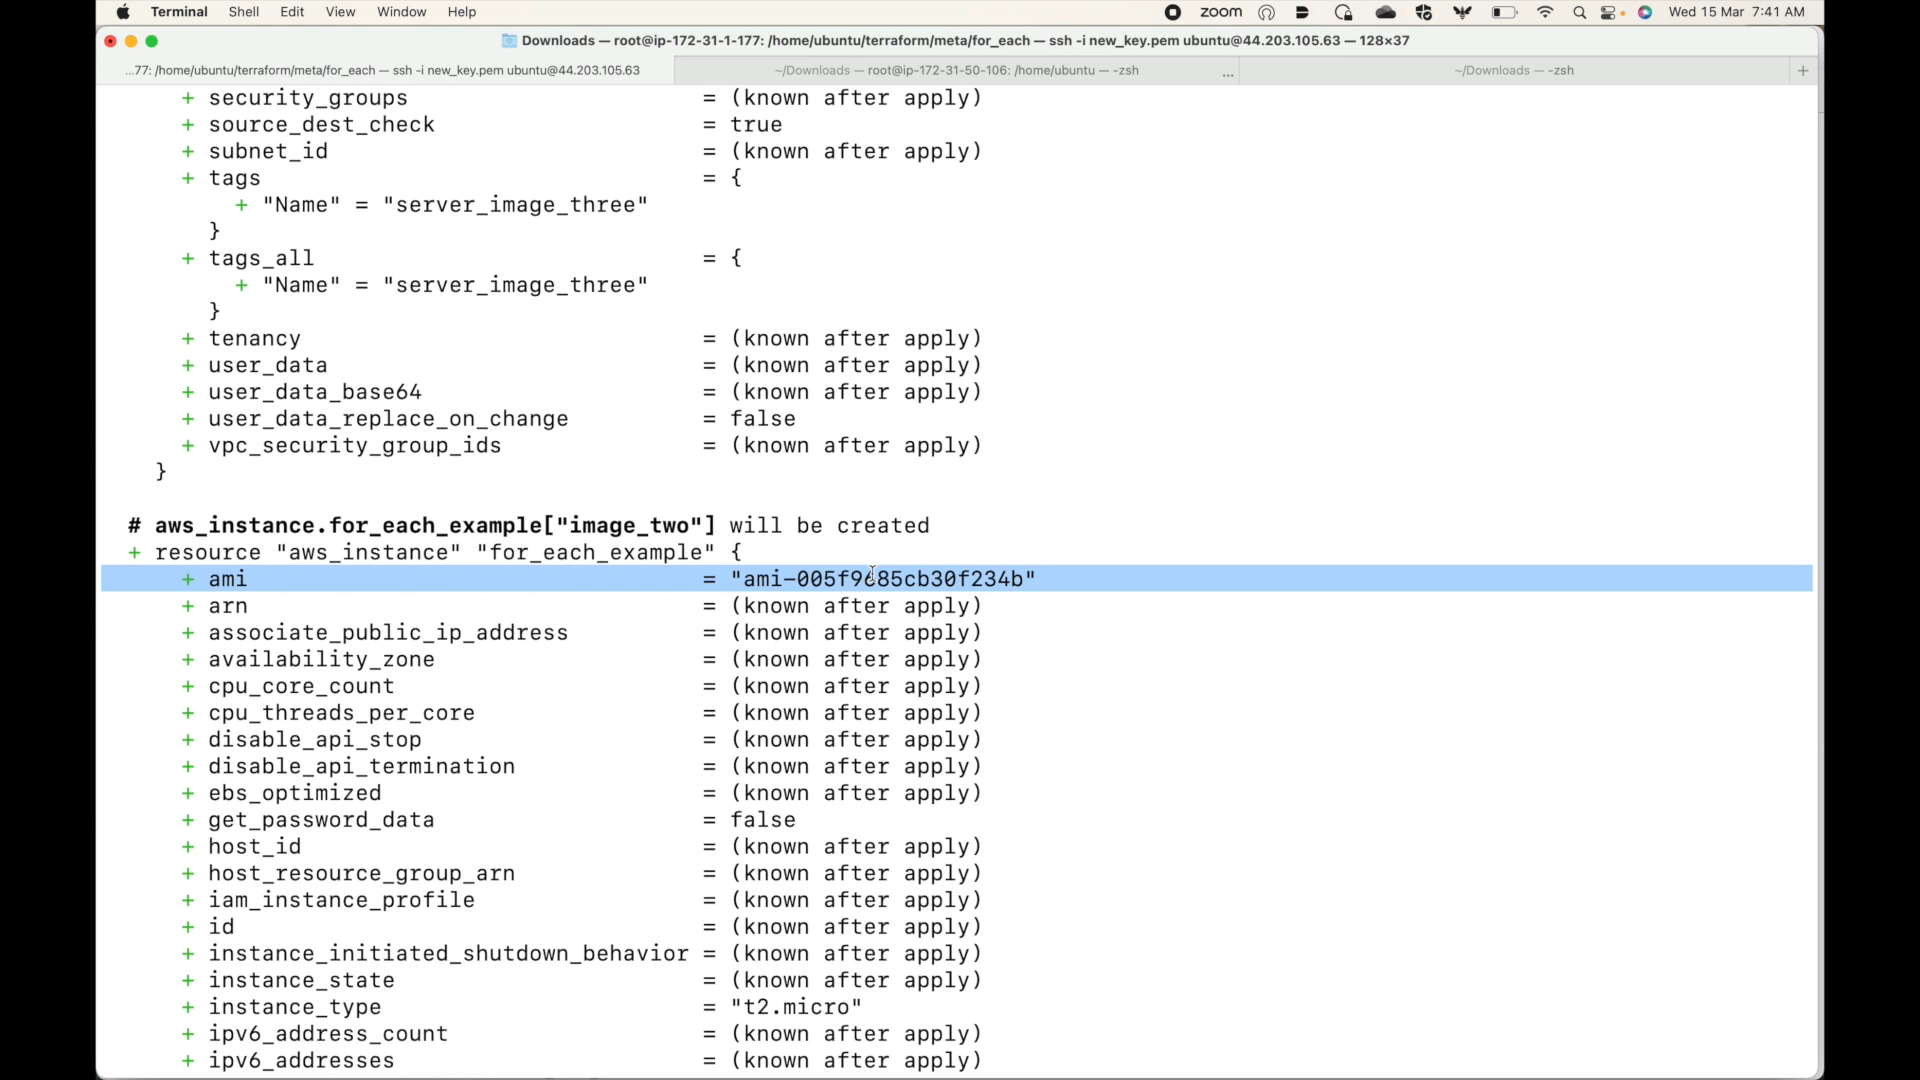 Terminal Shell Edit View Window Help zoom Wed 15 Mar 7:41 AM
Downloads — root@ip-172-31-1-177: /home/ubuntu/terraform/meta/for_each — ssh -i new_key.pem ubuntu@44.203.105.63 — 128×37
...77: /home/ubuntu/terraform/meta/for_each — ssh -i new_key.pem ubuntu@44.203.105.63 ~/Downloads — root@ip-172-31-50-106: /home/ubuntu — -zsh ... ~/Downloads — -zsh +
+ security_groups = (known after apply)
+ source_dest_check = true
+ subnet_id = (known after apply)
+ tags = {
+ "Name" = "server_image_three"
}
+ tags_all = {
+ "Name" = "server_image_three"
}
+ tenancy = (known after apply)
+ user_data = (known after apply)
+ user_data_base64 = (known after apply)
+ user_data_replace_on_change = false
+ vpc_security_group_ids = (known after apply)
}
# aws_instance.for_each_example["image_two"] will be created
+ resource "aws_instance" "for_each_example" {
+ ami = "ami-005f9685cb30f234b"
+ arn = (known after apply)
+ associate_public_ip_address = (known after apply)
+ availability_zone = (known after apply)
+ cpu_core_count = (known after apply)
+ cpu_threads_per_core = (known after apply)
+ disable_api_stop = (known after apply)
+ disable_api_termination = (known after apply)
+ ebs_optimized = (known after apply)
+ get_password_data = false
+ host_id = (known after apply)
+ host_resource_group_arn = (known after apply)
+ iam_instance_profile = (known after apply)
+ id = (known after apply)
+ instance_initiated_shutdown_behavior = (known after apply)
+ instance_state = (known after apply)
+ instance_type = "t2.micro"
+ ipv6_address_count = (known after apply)
+ ipv6_addresses = (known after apply)